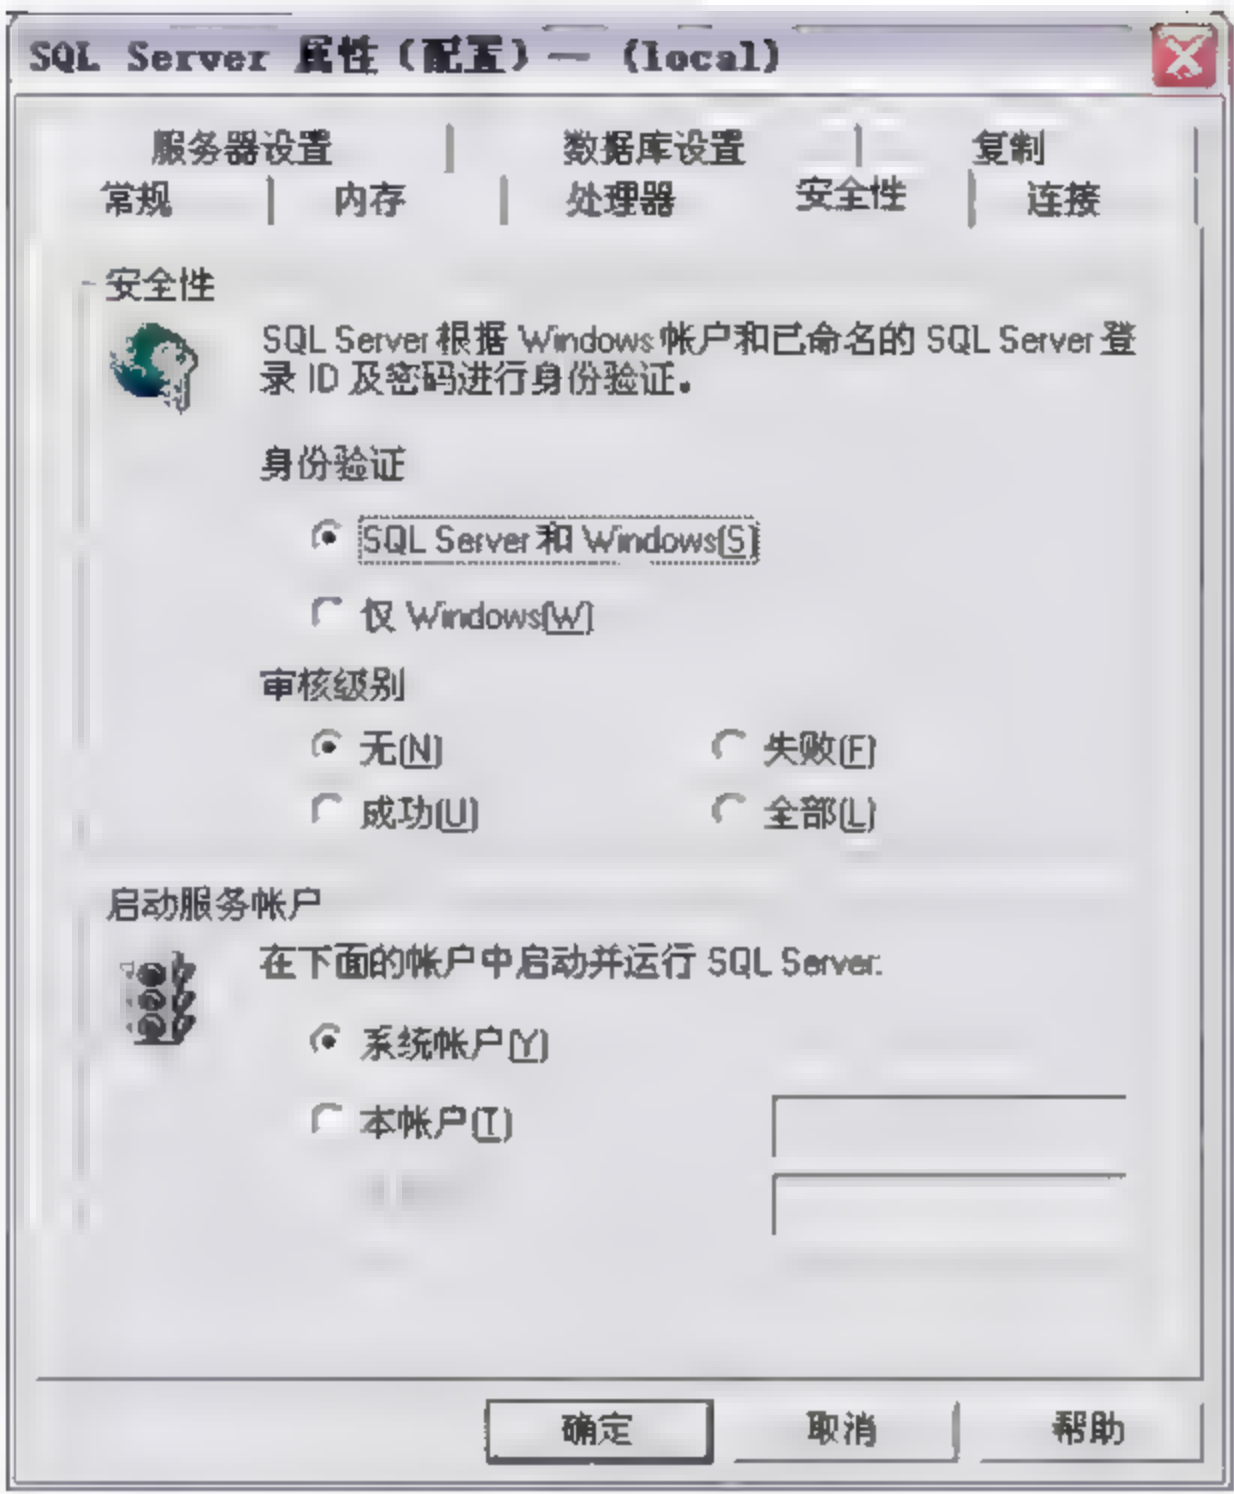 SQL Server 属性（配置）— (local)
服务器设置 数据库设置 复制
常规 内存 处理器 安全性 连接
安全性
SQL Server 根据 Windows 帐户和已命名的 SQL Server 登
录 ID 及密码进行身份验证。
身份验证
SQL Server 和 Windows(S)
仅 Windows(W)
审核级别
无(N) 失败(F)
成功(U) 全部(L)
启动服务帐户
在下面的帐户中启动并运行 SQL Server:
系统帐户(Y)
本帐户(T)
确定 取消 帮助